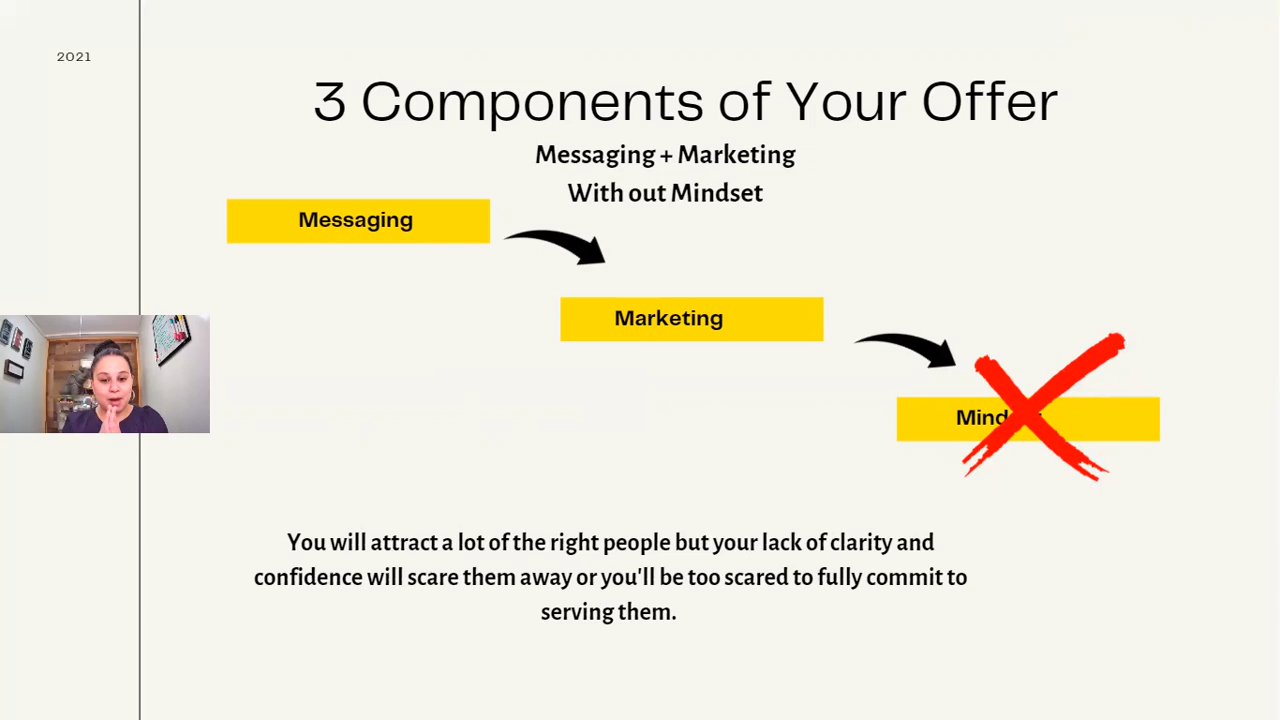 2021
3 Components of Your Offer
Messaging + Marketing
With out Mindset
Messaging
Marketing
You will attract a lot of the right people but your lack of clarity and
confidence will scare them away or you'll be too scared to fully commit to
serving them.